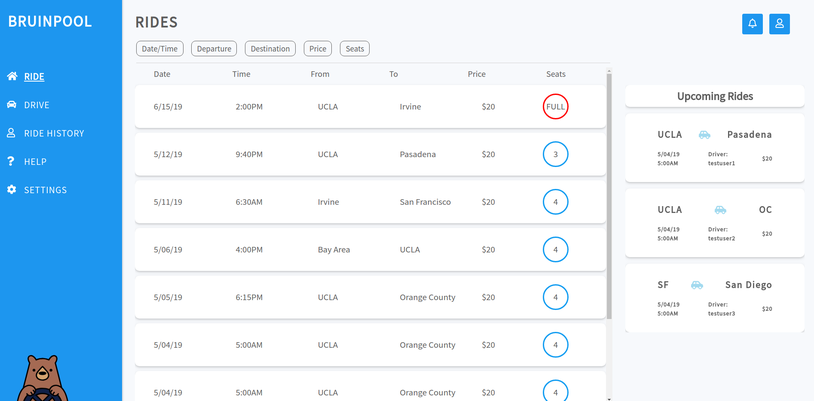 BRUINPOOL
RIDE
DRIVE
RIDE HISTORY
HELP
SETTINGS
RIDES
Date/Time Departure Destination Price Seats
Date Time From To Price Seats
6/15/19 2:00PM UCLA Irvine $20 FULL
5/12/19 9:40PM UCLA Pasadena $20 3
5/11/19 6:30AM Irvine San Francisco $20 4
5/06/19 4:00PM Bay Area UCLA $20 4
5/05/19 6:15PM UCLA Orange County $20 4
5/04/19 5:00AM UCLA Orange County $20 4
5/04/19 5:00AM UCLA Orange County $20 4
Upcoming Rides
UCLA Pasadena
5/04/19 Driver: $20
5:00AM testuser1
UCLA OC
5/04/19 Driver: $20
5:00AM testuser2
SF San Diego
5/04/19 Driver: $20
5:00AM testuser3